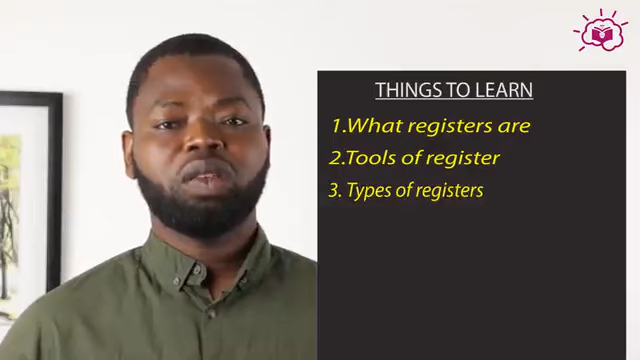 THINGS TO LEARN
1.What registers are
2.Tools of register
3. Types of registers